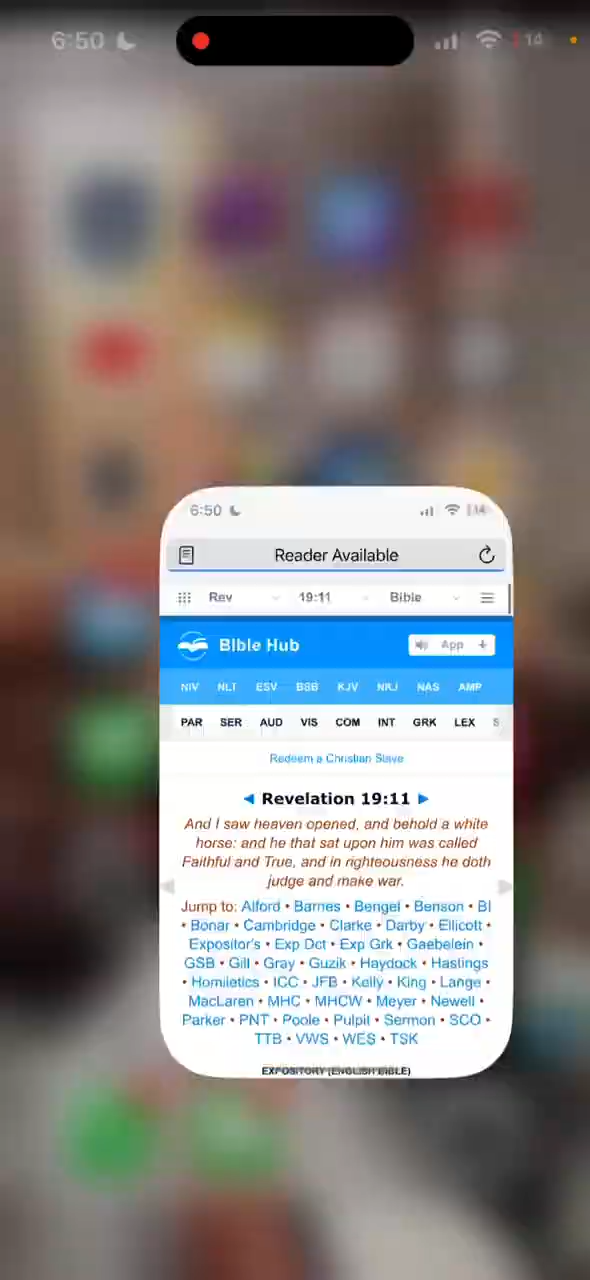 6:50
14
6:50
14
Reader Available
Rev 19:11 Bible
Bible Hub App
NIV NLT ESV BSB KJV NKJ NAS AMP
PAR SER AUD VIS COM INT GRK LEX S
Redeem a Christian Slave
Revelation 19:11
And I saw heaven opened, and behold a white
horse: and he that sat upon him was called
Faithful and True, and in righteousness he doth
judge and make war.
Jump to: Alford • Barnes • Bengel • Benson • BI
• Bonar • Cambridge • Clarke • Darby • Ellicott •
Expositor's • Exp Dct • Exp Grk • Gaebelein •
GSB • Gill • Gray • Guzik • Haydock • Hastings
• Homiletics • ICC • JFB • Kelly • King • Lange •
MacLaren • MHC • MHCW • Meyer • Newell •
Parker • PNT • Poole • Pulpit • Sermon • SCO •
TTB • VWS • WES • TSK
EXPOSITORY (ENGLISH BIBLE)